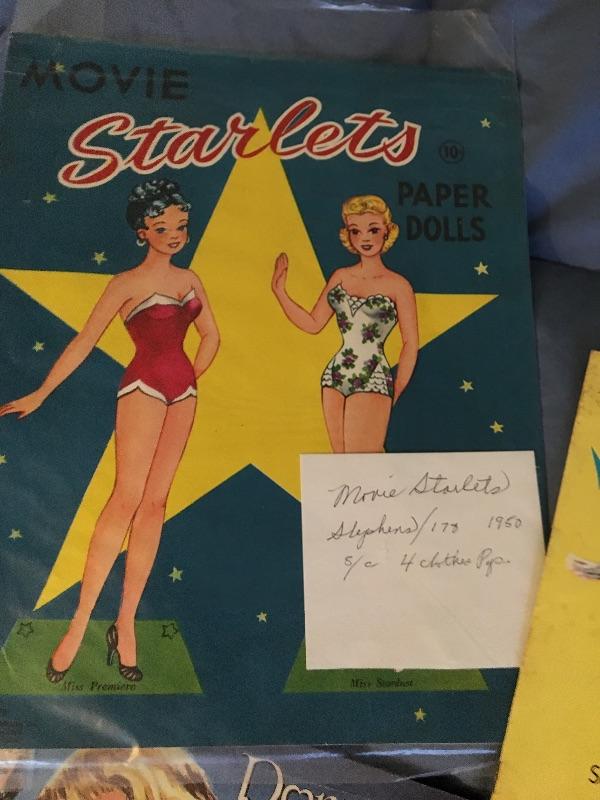 MOVIE
Starlets
10¢
PAPER
DOLLS
Movie Starlets
Stephens/178 1950
s/c 4 clothes Pgs.
Miss Premiere
Miss Stardust